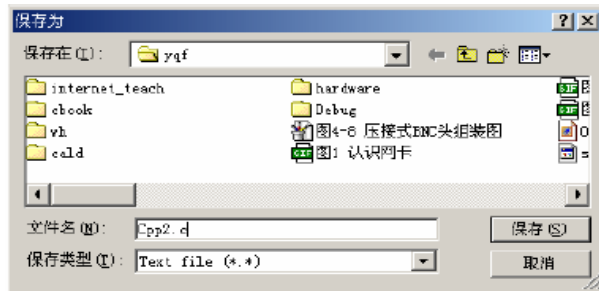 保存为
保存在(I): yqf
internet_teach
ebook
vh
cald
hardware
Debug
图4-8 压接式BNC头组装图
图1 认识网卡
文件名(N): Cpp2.c
保存(S)
保存类型(T): Text file (*.*)
取消